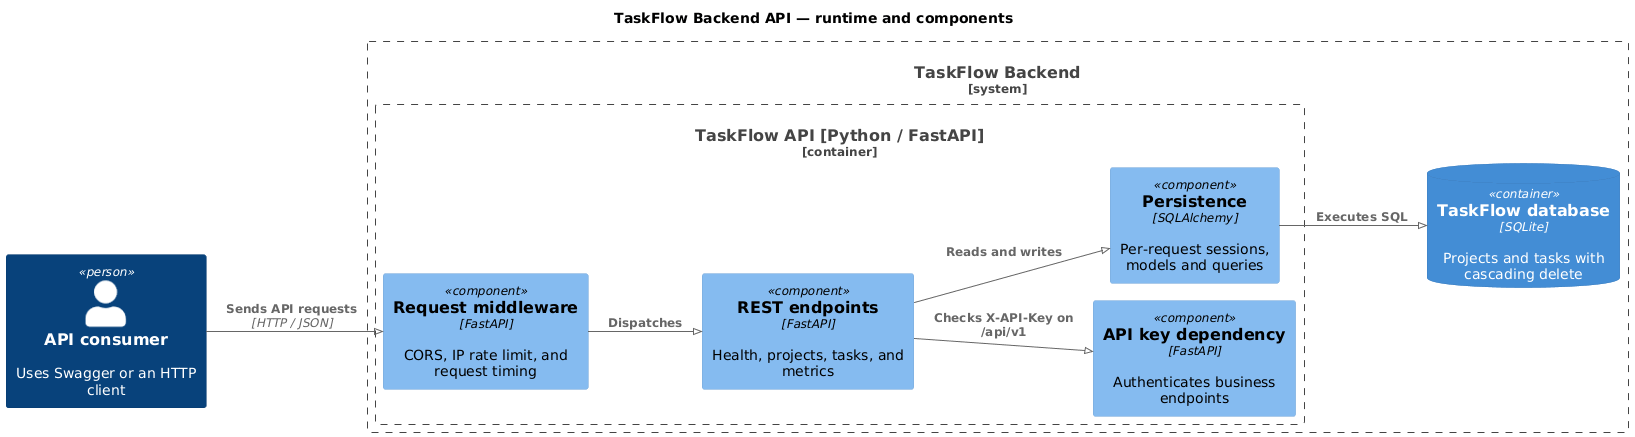 TaskFlow Backend API — runtime and components
TaskFlow Backend
[system]
TaskFlow API [Python / FastAPI]
[container]
«person»
API consumer
Uses Swagger or an HTTP
client
Sends API requests
[HTTP / JSON]
«component»
Request middleware
[FastAPI]
CORS, IP rate limit, and
request timing
Dispatches
«component»
REST endpoints
[FastAPI]
Health, projects, tasks, and
metrics
Reads and writes
Checks X-API-Key on
/api/v1
«component»
Persistence
[SQLAlchemy]
Per-request sessions,
models and queries
«component»
API key dependency
[FastAPI]
Authenticates business
endpoints
Executes SQL
«container»
TaskFlow database
[SQLite]
Projects and tasks with
cascading delete